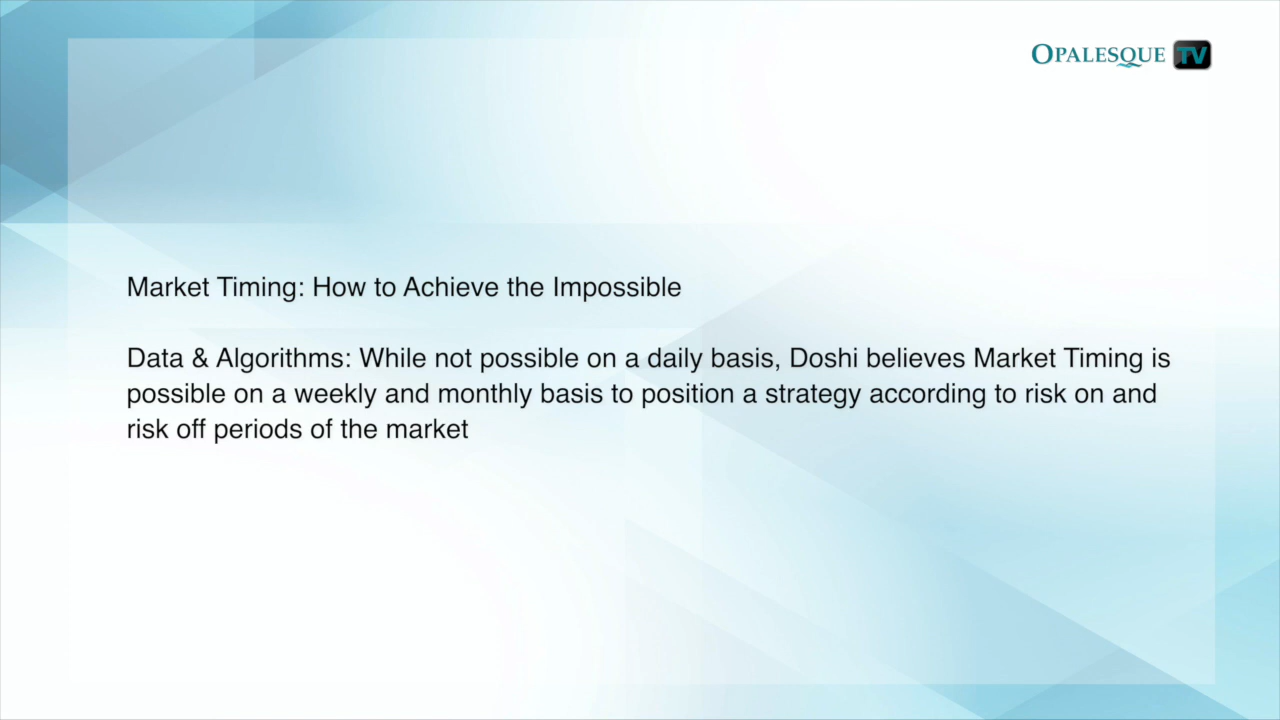 OPALESQUE TV
Market Timing: How to Achieve the Impossible
Data & Algorithms: While not possible on a daily basis, Doshi believes Market Timing is
possible on a weekly and monthly basis to position a strategy according to risk on and
risk off periods of the market